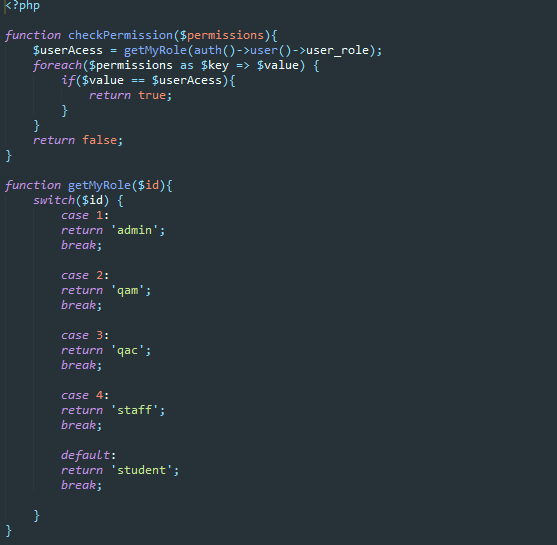 <?php
function checkPermission($permissions){
$userAcess = getMyRole(auth()->user()->user_role);
foreach($permissions as $key => $value) {
if($value == $userAcess){
return true;
}
}
return false;
}
function getMyRole($id){
switch($id) {
case 1:
return 'admin';
break;
case 2:
return 'qam';
break;
case 3:
return 'qac';
break;
case 4:
return 'staff';
break;
default:
return 'student';
break;
}
}